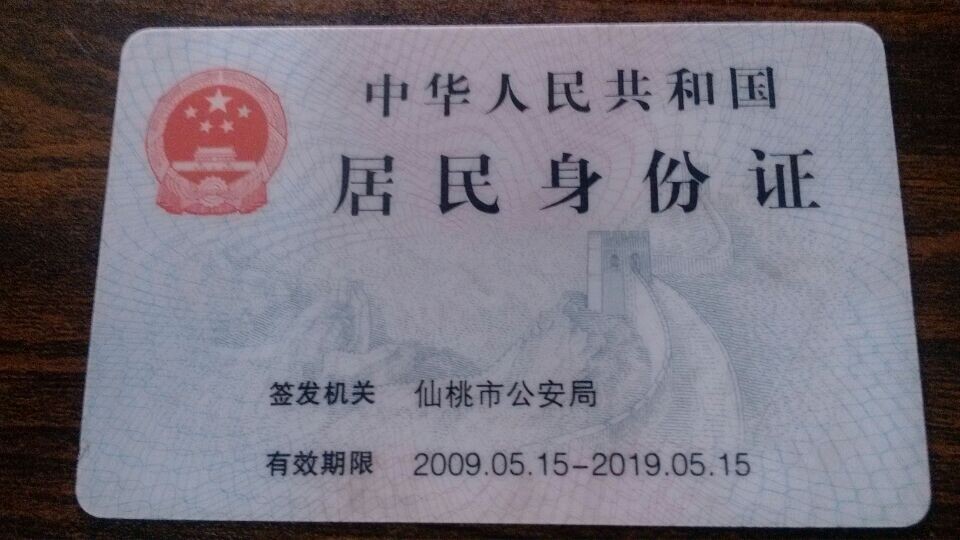 中华人民共和国
居民身份证
签发机关 仙桃市公安局
有效期限 2009.05.15-2019.05.15